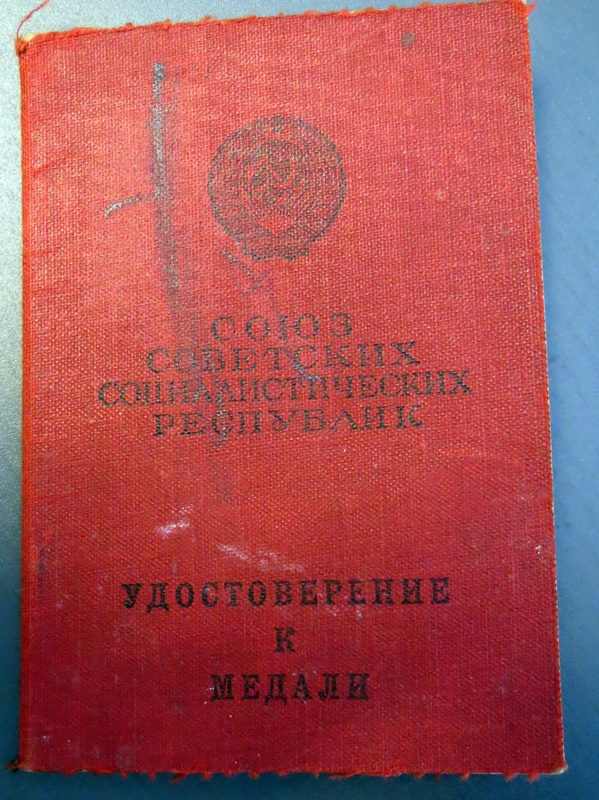 СОЮЗ
СОВЕТСКИХ
СОЦИАЛИСТИЧЕСКИХ
РЕСПУБЛИК
УДОСТОВЕРЕНИЕ
К
МЕДАЛИ